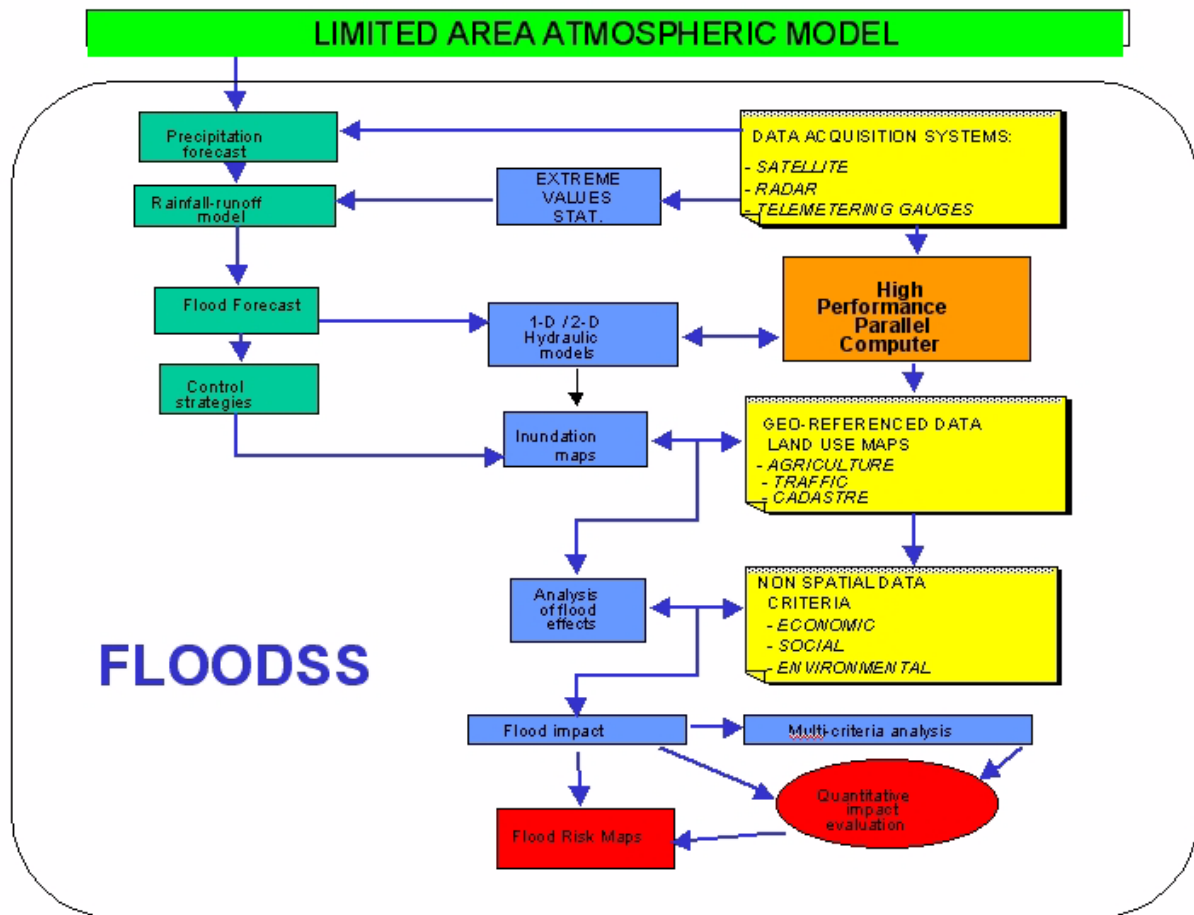 LIMITED AREA ATMOSPHERIC MODEL
Precipitation
forecast
DATA ACQUISITION SYSTEMS:
- SATELLITE
- RADAR
- TELEMETERING GAUGES
Rainfall-runoff
model
EXTREME
VALUES
STAT.
High
Performance
Parallel
Computer
Flood Forecast
1-D / 2-D
Hydraulic
models
Control
strategies
Inundation
maps
GEO-REFERENCED DATA
LAND USE MAPS
- AGRICULTURE
- TRAFFIC
- CADASTRE
Analysis
of flood
effects
NON SPATIAL DATA
CRITERIA
- ECONOMIC
- SOCIAL
- ENVIRONMENTAL
FLOODSS
Flood impact
Multi-criteria analysis
Quantitative
impact
evaluation
Flood Risk Maps